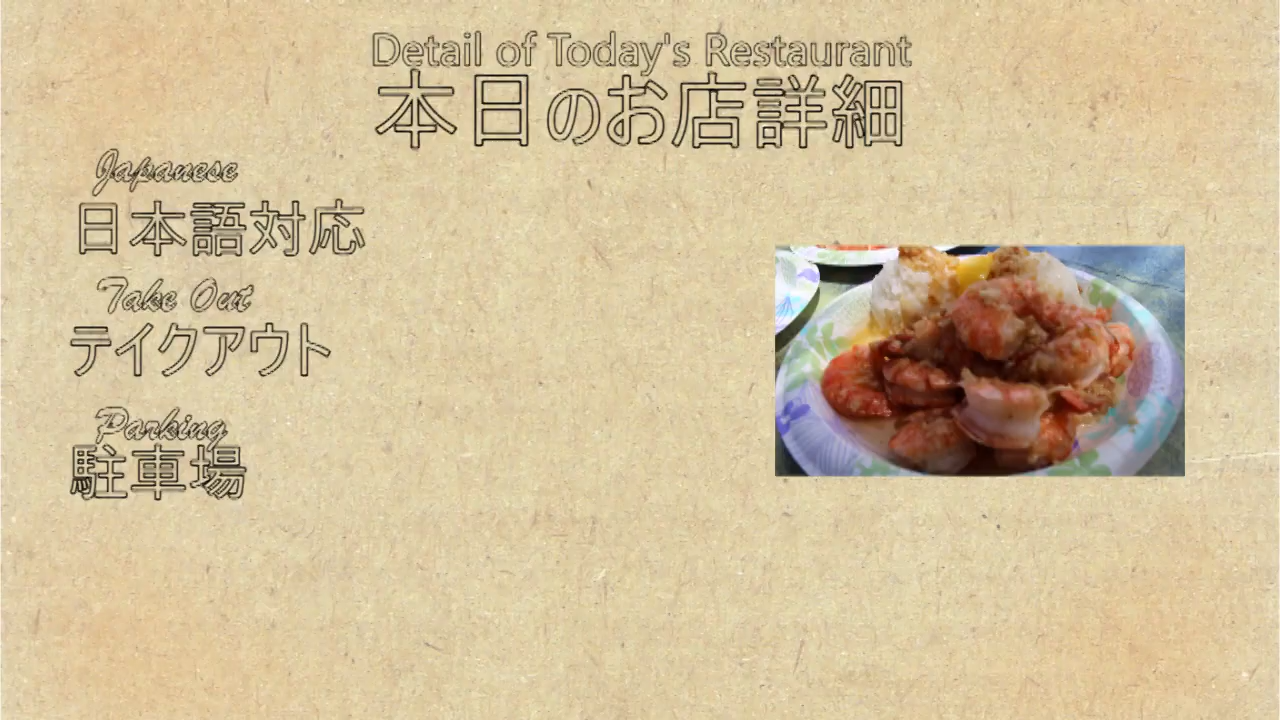 Detail of Today's Restaurant
本日のお店詳細
Japanese
日本語対応
Take Out
テイクアウト
Parking
駐車場